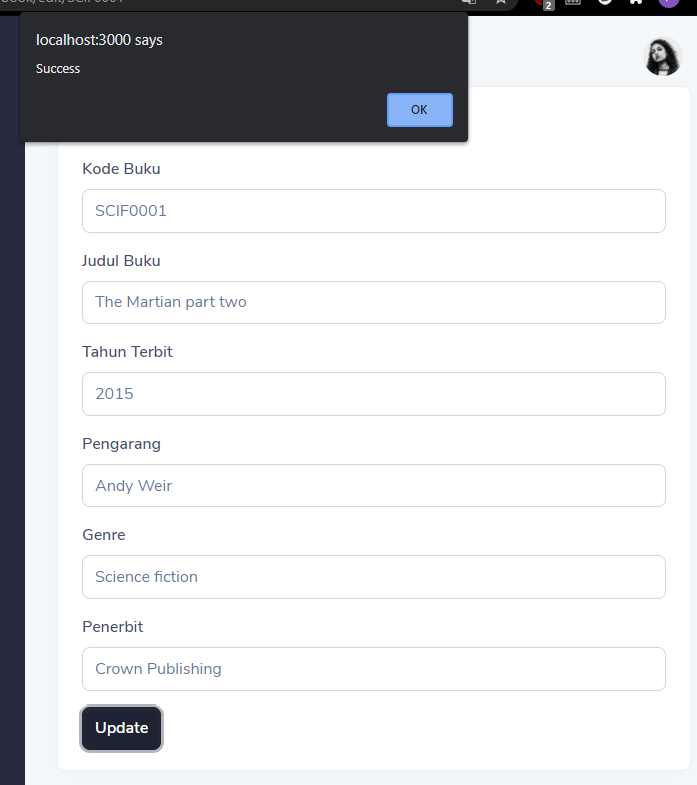 localhost:3000 says
Success
OK
Kode Buku
SCIF0001
Judul Buku
The Martian part two
Tahun Terbit
2015
Pengarang
Andy Weir
Genre
Science fiction
Penerbit
Crown Publishing
Update
2